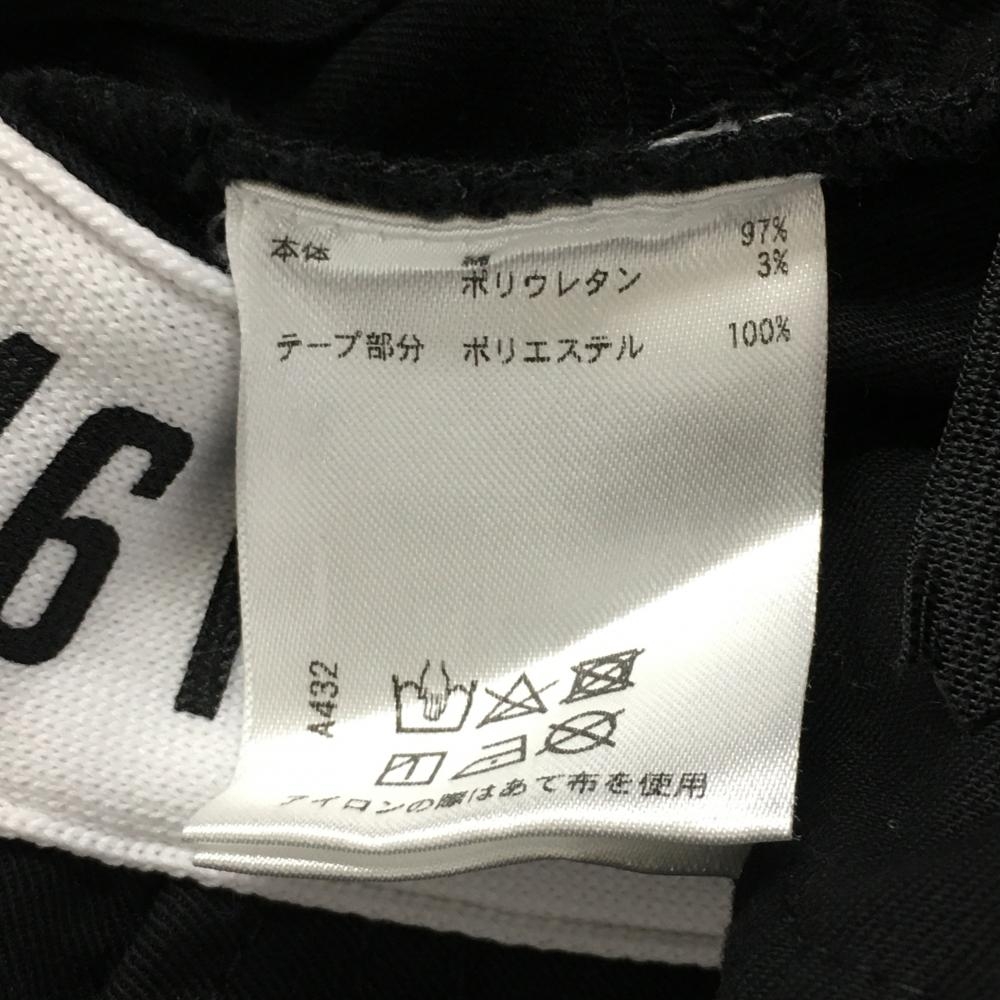 本体 綿 97%
ポリウレタン 3%
テープ部分 ポリエステル 100%
A432
アイロンの際はあて布を使用